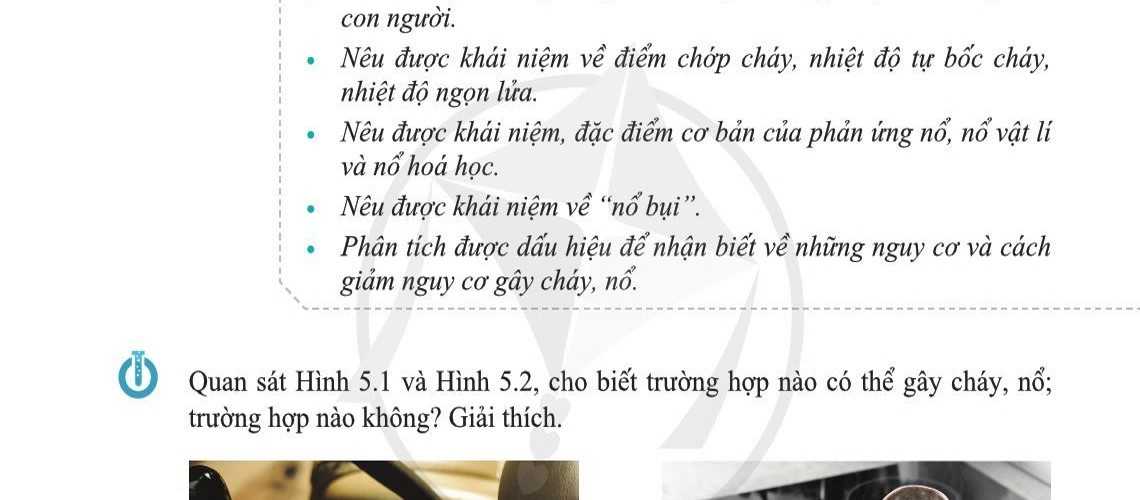 con người.
• Nêu được khái niệm về điểm chớp cháy, nhiệt độ tự bốc cháy,
nhiệt độ ngọn lửa.
• Nêu được khái niệm, đặc điểm cơ bản của phản ứng nổ, nổ vật lí
và nổ hoá học.
• Nêu được khái niệm về “nổ bụi”.
• Phân tích được dấu hiệu để nhận biết về những nguy cơ và cách
giảm nguy cơ gây cháy, nổ.
Quan sát Hình 5.1 và Hình 5.2, cho biết trường hợp nào có thể gây cháy, nổ;
trường hợp nào không? Giải thích.